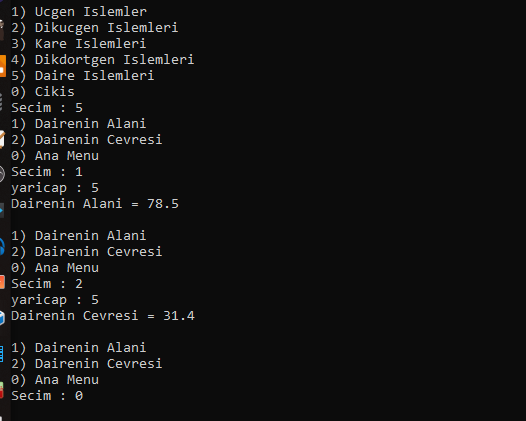 1) Ucgen Islemler
2) Dikucgen Islemleri
3) Kare Islemleri
4) Dikdortgen Islemleri
5) Daire Islemleri
0) Cikis
Secim : 5
1) Dairenin Alani
2) Dairenin Cevresi
0) Ana Menu
Secim : 1
yaricap : 5
Dairenin Alani = 78.5
1) Dairenin Alani
2) Dairenin Cevresi
0) Ana Menu
Secim : 2
yaricap : 5
Dairenin Cevresi = 31.4
1) Dairenin Alani
2) Dairenin Cevresi
0) Ana Menu
Secim : 0